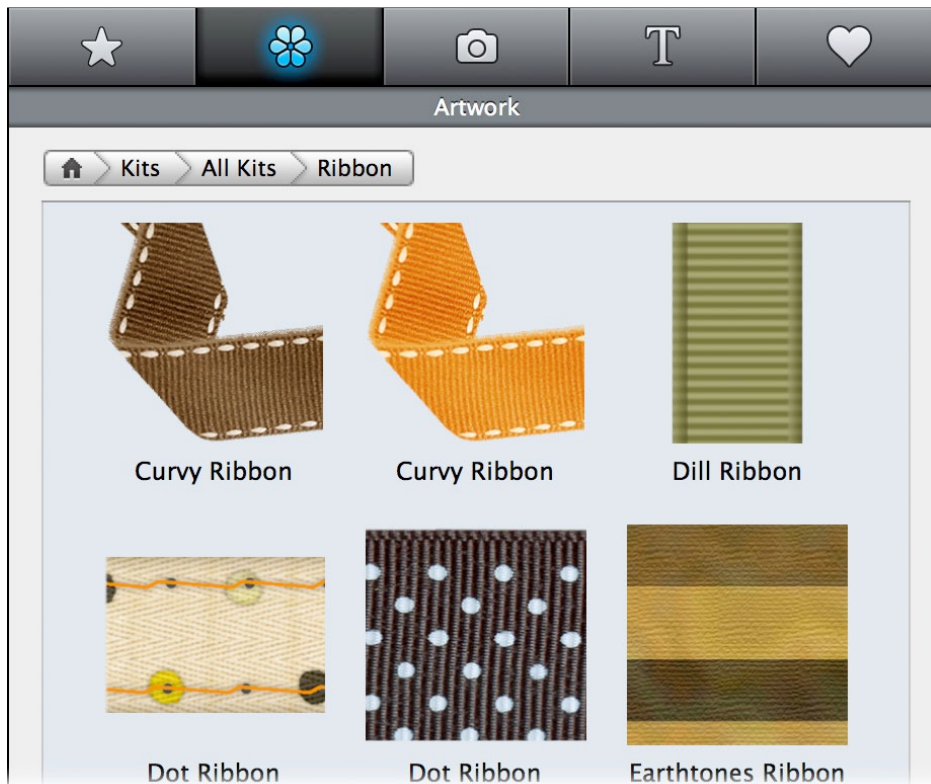 T
Artwork
Kits All Kits Ribbon
Curvy Ribbon Curvy Ribbon Dill Ribbon
Dot Ribbon Dot Ribbon Earthtones Ribbon